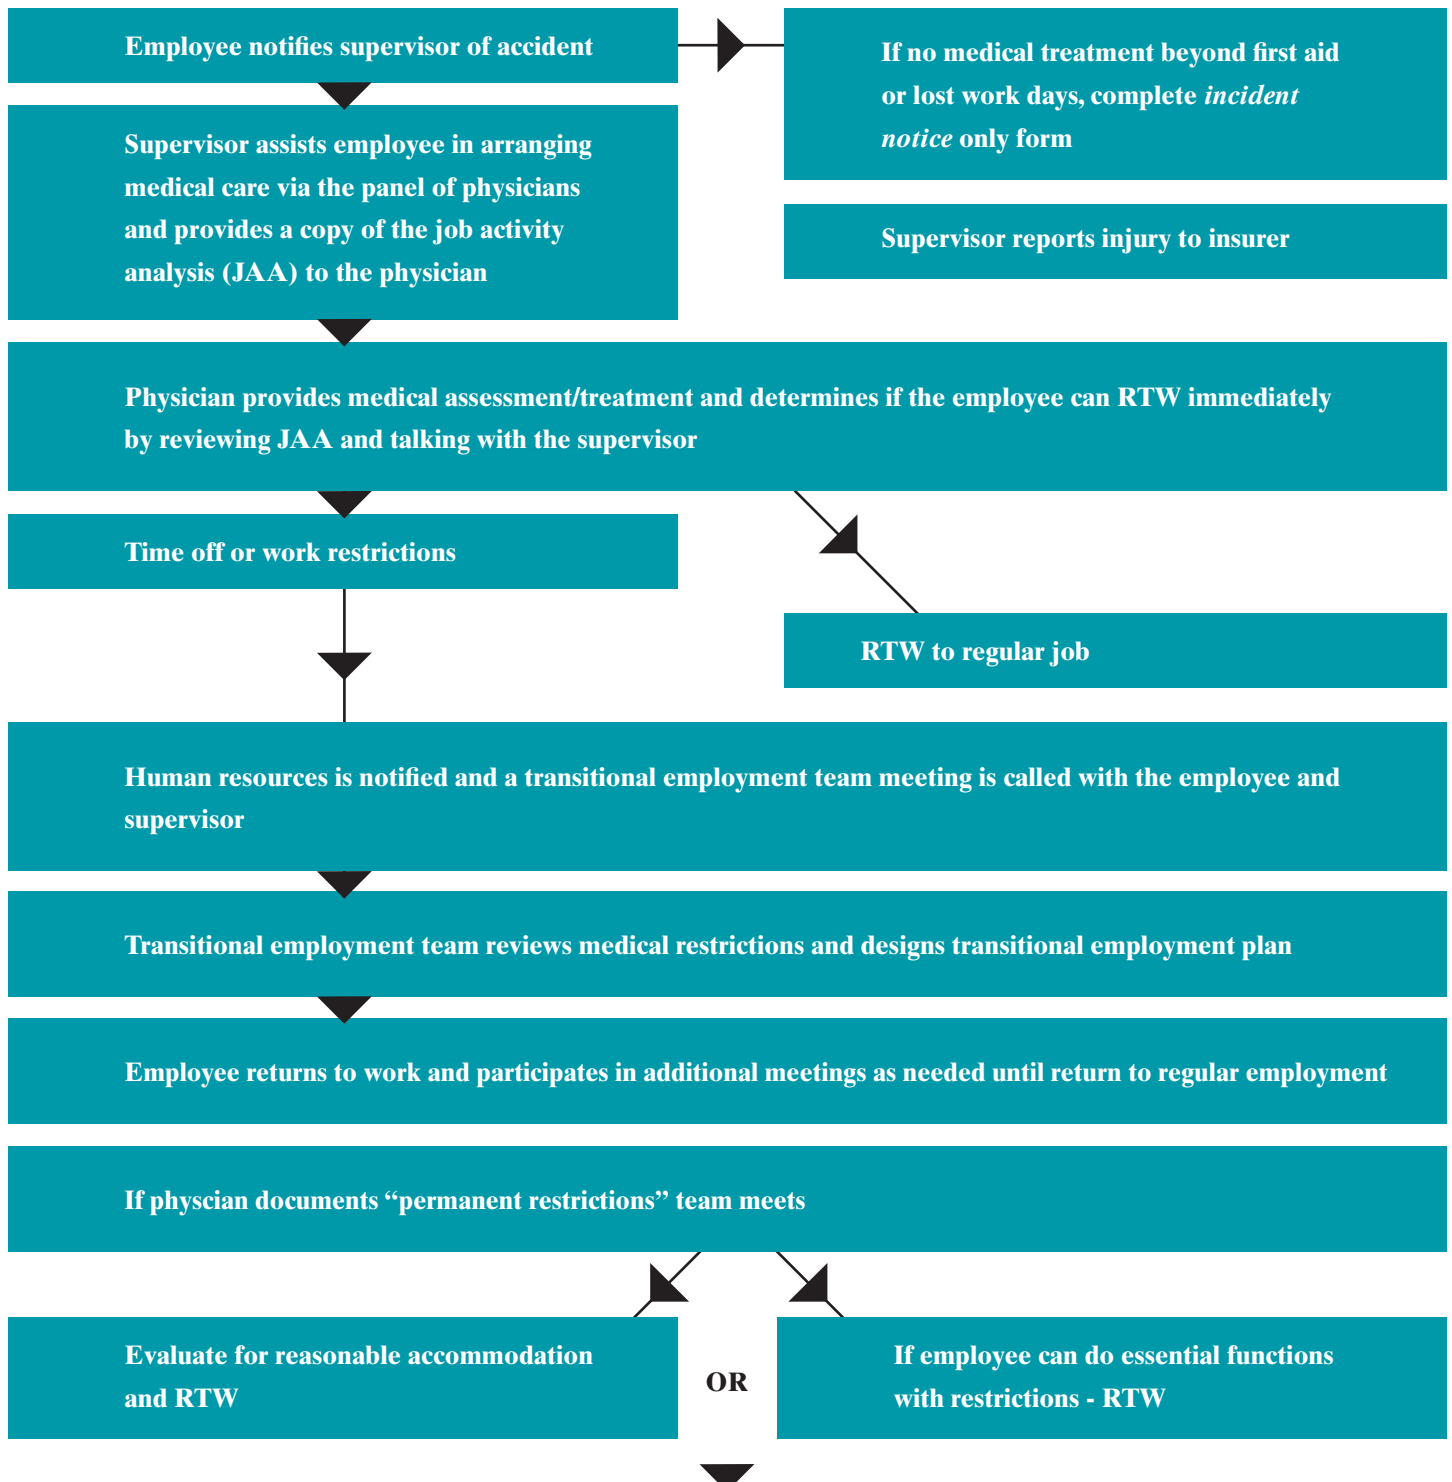 Employee notifies supervisor of accident
If no medical treatment beyond first aid
or lost work days, complete incident
notice only form
Supervisor assists employee in arranging
medical care via the panel of physicians
and provides a copy of the job activity
analysis (JAA) to the physician
Supervisor reports injury to insurer
Physician provides medical assessment/treatment and determines if the employee can RTW immediately
by reviewing JAA and talking with the supervisor
Time off or work restrictions
RTW to regular job
Human resources is notified and a transitional employment team meeting is called with the employee and
supervisor
Transitional employment team reviews medical restrictions and designs transitional employment plan
Employee returns to work and participates in additional meetings as needed until return to regular employment
If physcian documents “permanent restrictions” team meets
Evaluate for reasonable accommodation
and RTW
OR
If employee can do essential functions
with restrictions - RTW